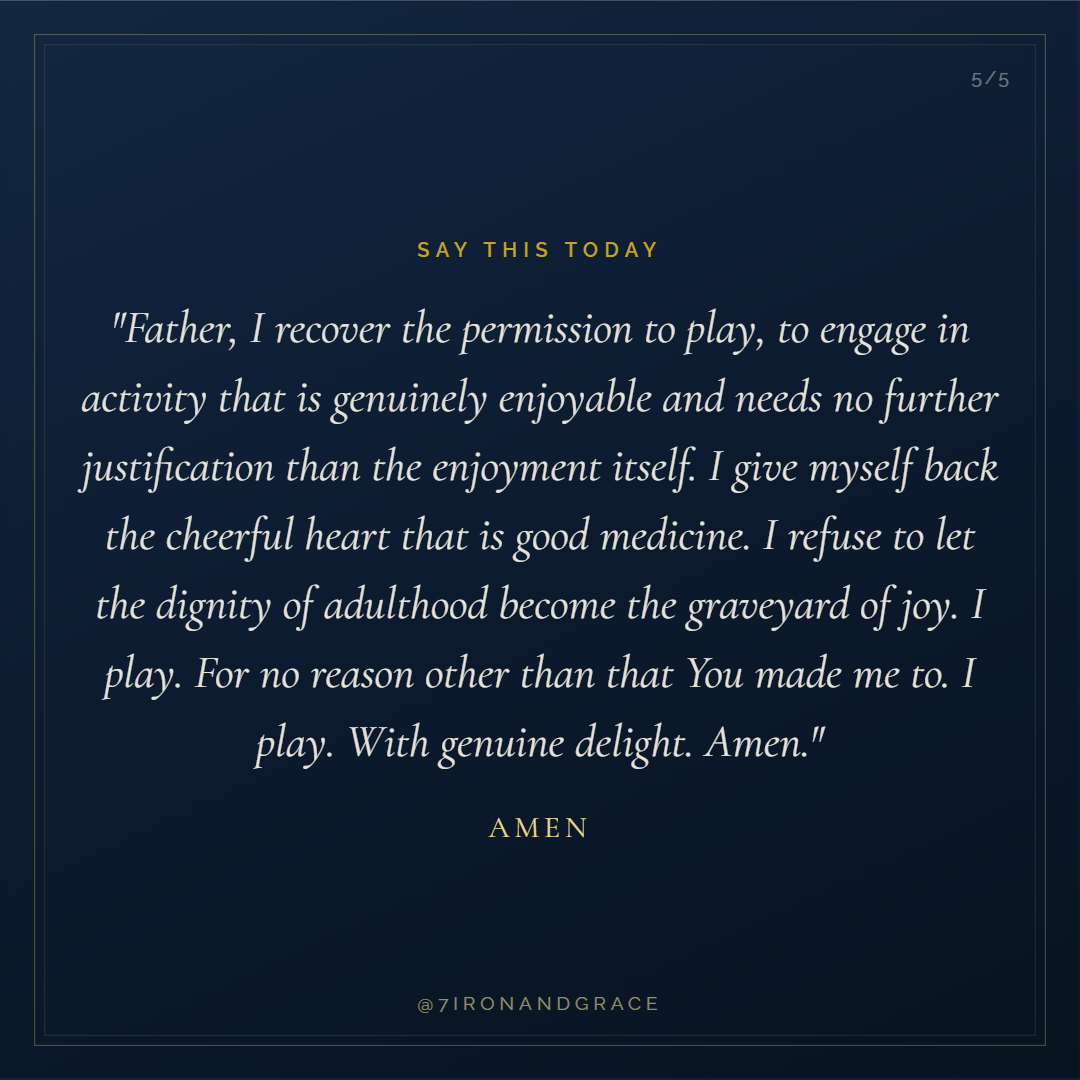 5/5
SAY THIS TODAY
"Father, I recover the permission to play, to engage in
activity that is genuinely enjoyable and needs no further
justification than the enjoyment itself. I give myself back
the cheerful heart that is good medicine. I refuse to let
the dignity of adulthood become the graveyard of joy. I
play. For no reason other than that You made me to. I
play. With genuine delight. Amen."
AMEN
@7IRONANDGRACE